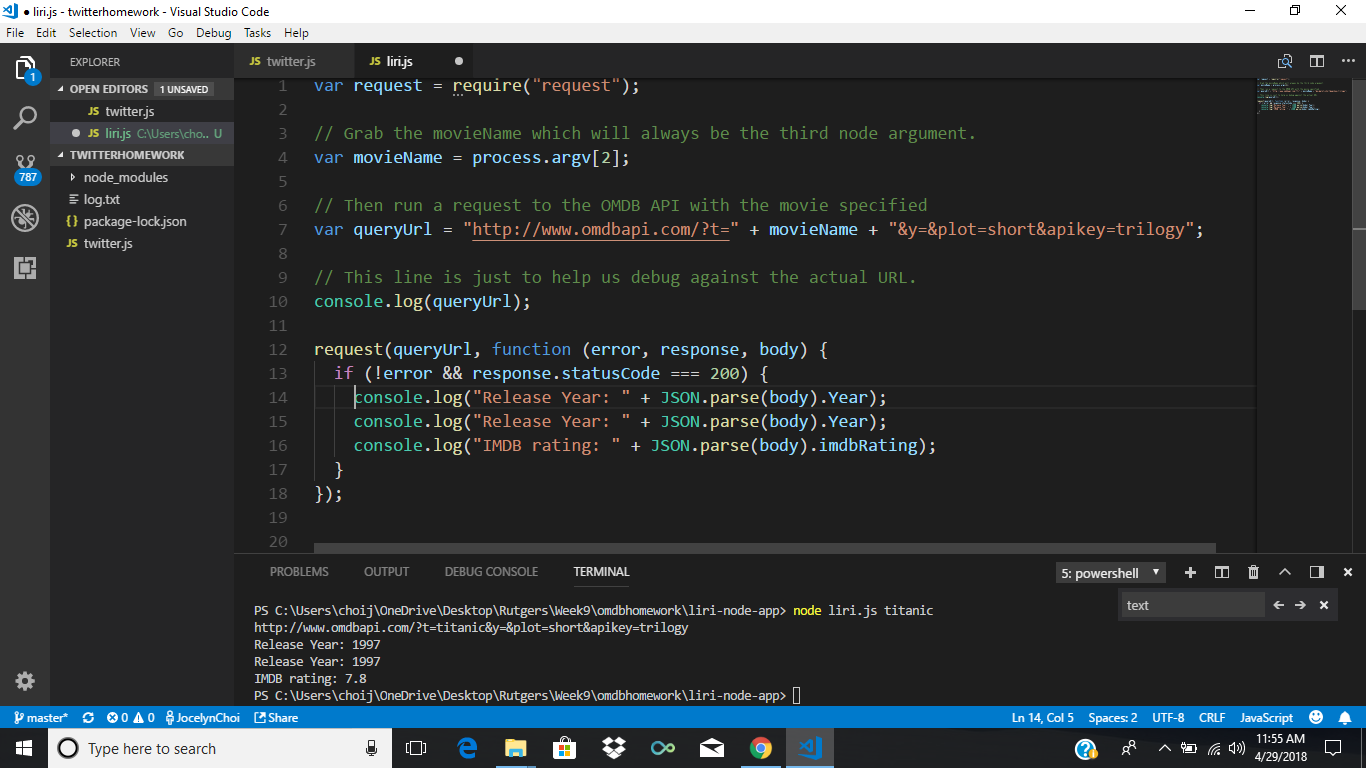 liri.js - twitterhomework - Visual Studio Code
File Edit Selection View Go Debug Tasks Help
EXPLORER
JS twitter.js
JS liri.js
OPEN EDITORS 1 UNSAVED
JS twitter.js
JS liri.js C:\Users\cho... U
TWITTERHOMEWORK
node_modules
log.txt
{} package-lock.json
JS twitter.js
1
787
1 var request = require("request");
2
3 // Grab the movieName which will always be the third node argument.
4 var movieName = process.argv[2];
5
6 // Then run a request to the OMDB API with the movie specified
7 var queryUrl = "http://www.omdbapi.com/?t=" + movieName + "&y=&plot=short&apikey=trilogy";
8
9 // This line is just to help us debug against the actual URL.
10 console.log(queryUrl);
11
12 request(queryUrl, function (error, response, body) {
13 if (!error && response.statusCode === 200) {
14 console.log("Release Year: " + JSON.parse(body).Year);
15 console.log("Release Year: " + JSON.parse(body).Year);
16 console.log("IMDB rating: " + JSON.parse(body).imdbRating);
17 }
18 });
19
20
PROBLEMS OUTPUT DEBUG CONSOLE TERMINAL 5: powershell
text
PS C:\Users\choij\OneDrive\Desktop\Rutgers\Week9\omdbhomework\liri-node-app> node liri.js titanic
http://www.omdbapi.com/?t=titanic&y=&plot=short&apikey=trilogy
Release Year: 1997
Release Year: 1997
IMDB rating: 7.8
PS C:\Users\choij\OneDrive\Desktop\Rutgers\Week9\omdbhomework\liri-node-app>
master* 0 0 JocelynChoi Share Ln 14, Col 5 Spaces: 2 UTF-8 CRLF JavaScript
Type here to search
11:55 AM
4/29/2018